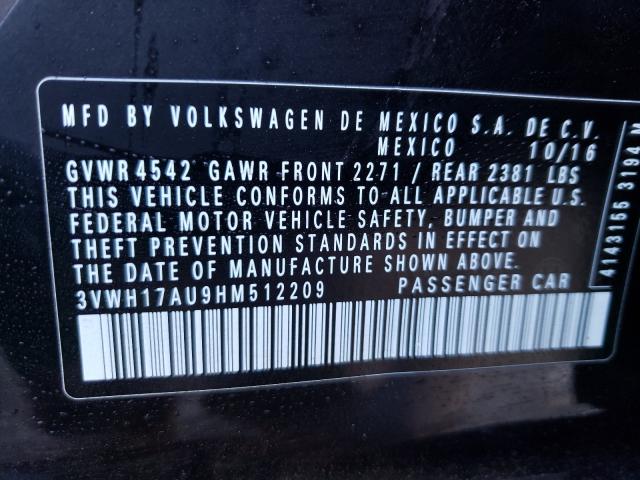 MFD BY VOLKSWAGEN DE MEXICO S.A. DE C.V.
MEXICO 10/16
GVWR 4542 GAWR FRONT 2271 / REAR 2381 LBS
THIS VEHICLE CONFORMS TO ALL APPLICABLE U.S.
FEDERAL MOTOR VEHICLE SAFETY, BUMPER AND
THEFT PREVENTION STANDARDS IN EFFECT ON
THE DATE OF MANUFACTURE SHOWN ABOVE.
3VWH17AU9HM512209 PASSENGER CAR
4143156 3194 M